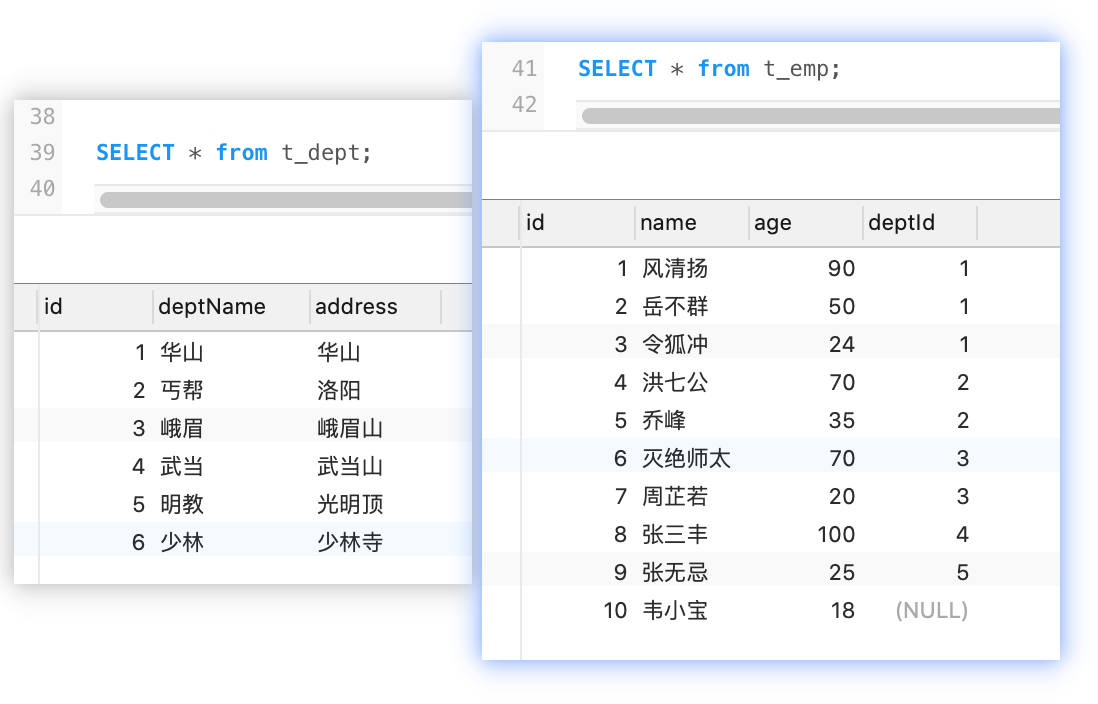 38
39 SELECT * from t_dept;
40
id deptName address
1 华山 华山
2 丐帮 洛阳
3 峨眉 峨眉山
4 武当 武当山
5 明教 光明顶
6 少林 少林寺
41 SELECT * from t_emp;
42
id name age deptId
1 风清扬 90 1
2 岳不群 50 1
3 令狐冲 24 1
4 洪七公 70 2
5 乔峰 35 2
6 灭绝师太 70 3
7 周芷若 20 3
8 张三丰 100 4
9 张无忌 25 5
10 韦小宝 18 (NULL)